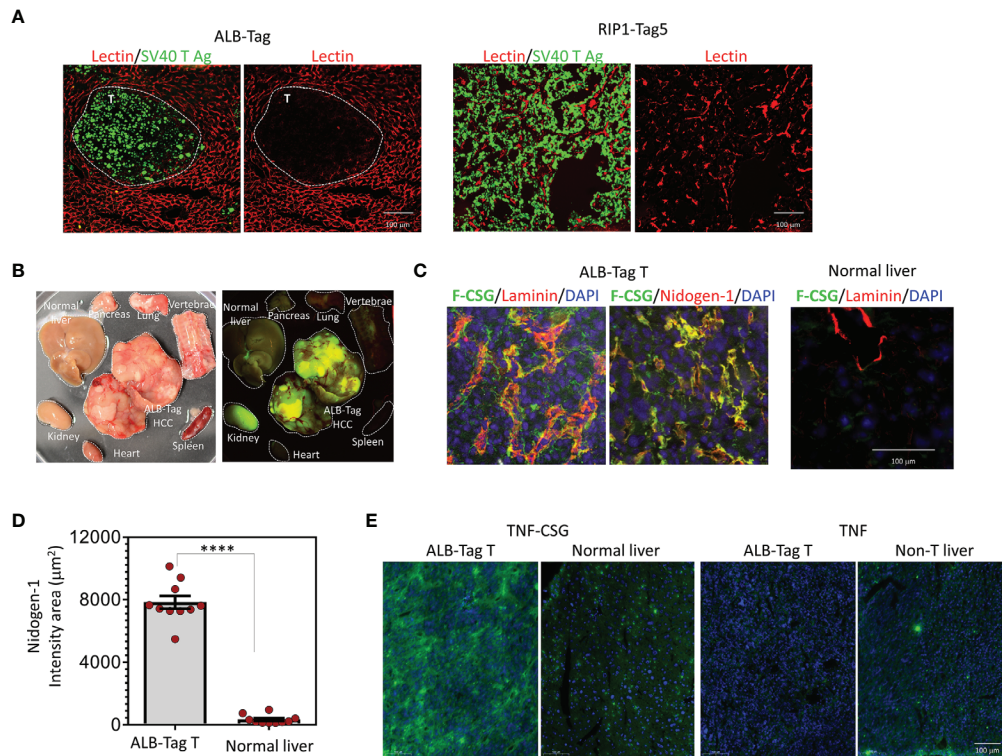 A
ALB-Tag
RIP1-Tag5
Lectin/SV40 T Ag
Lectin
Lectin/SV40 T Ag
Lectin
T
T
100 µm
100 µm
B
Normal liver
Pancreas
Lung
Vertebrae
ALB-Tag HCC
Kidney
Heart
Spleen
Normal liver
Pancreas
Lung
Vertebrae
ALB-Tag HCC
Kidney
Heart
Spleen
C
ALB-Tag T
Normal liver
F-CSG/Laminin/DAPI
F-CSG/Nidogen-1/DAPI
F-CSG/Laminin/DAPI
100 µm
D
Nidogen-1
Intensity area (µm²)
12000
8000
4000
0
****
ALB-Tag T
Normal liver
E
TNF-CSG
TNF
ALB-Tag T
Normal liver
ALB-Tag T
Non-T liver
100 µm